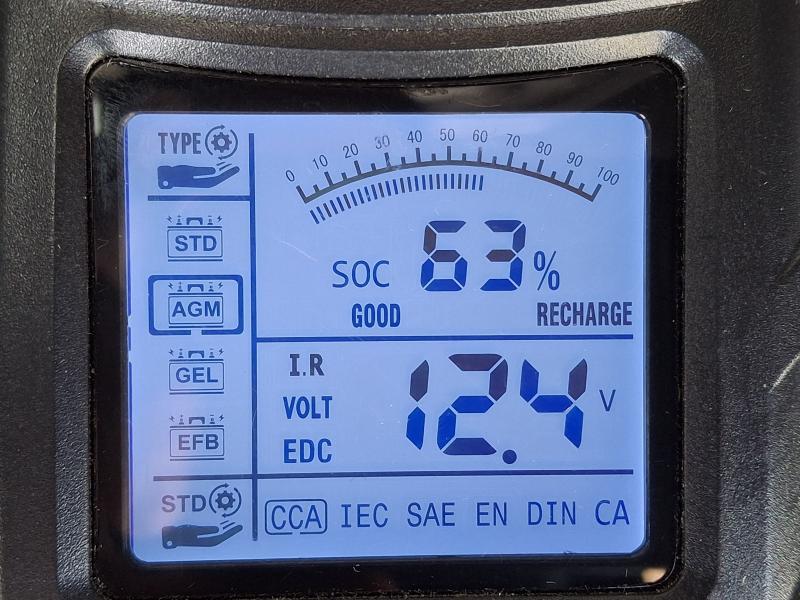 TYPE
0 10 20 30 40 50 60 70 80 90 100
STD
SOC 63%
AGM
GOOD RECHARGE
GEL
I.R
VOLT
12.4 V
EFB
EDC
STD
CCA IEC SAE EN DIN CA